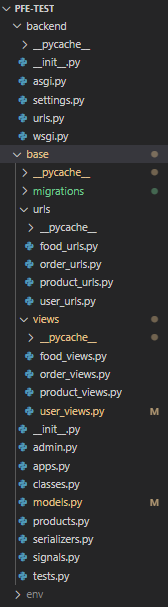 PFE-TEST
backend
__pycache__
__init__.py
asgi.py
settings.py
urls.py
wsgi.py
base
__pycache__
migrations
urls
__pycache__
food_urls.py
order_urls.py
product_urls.py
user_urls.py
views
__pycache__
food_views.py
order_views.py
product_views.py
user_views.py M
__init__.py
admin.py
apps.py
classes.py
models.py M
products.py
serializers.py
signals.py
tests.py
env